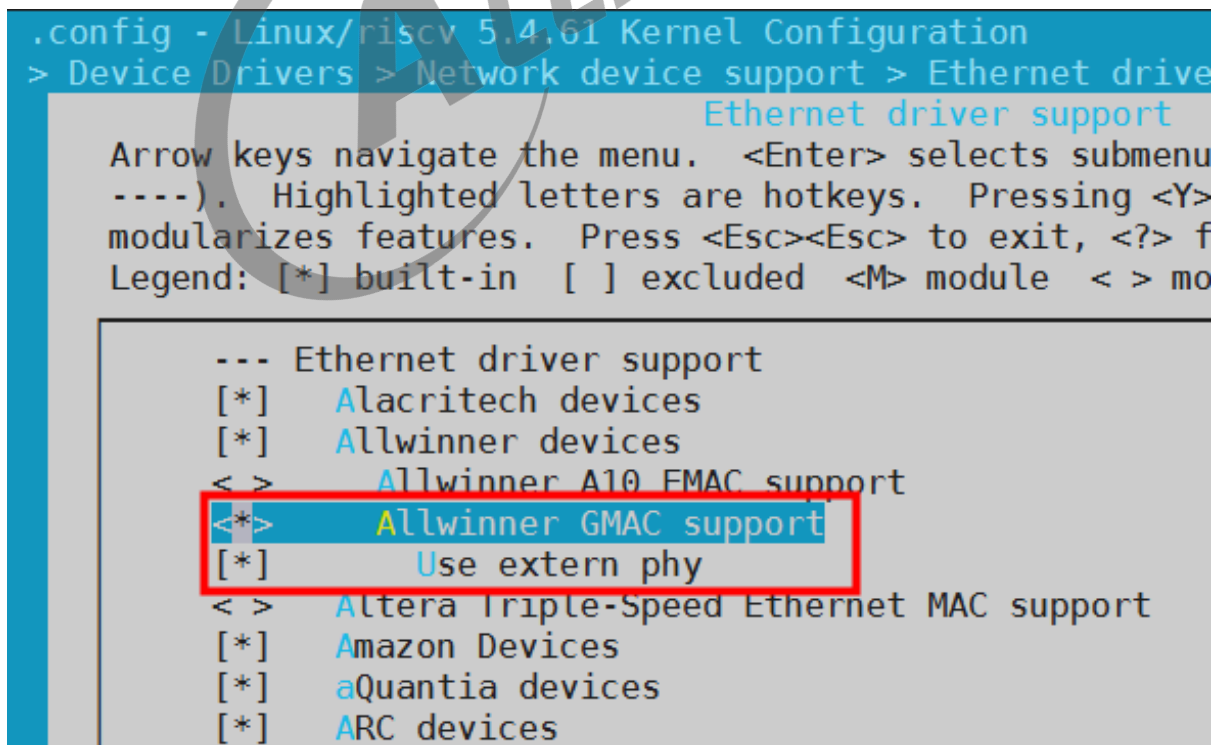 .config - Linux/riscv 5.4.61 Kernel Configuration
> Device Drivers > Network device support > Ethernet drive
Ethernet driver support
Arrow keys navigate the menu. <Enter> selects submenu
----). Highlighted letters are hotkeys. Pressing <Y>
modularizes features. Press <Esc><Esc> to exit, <?> f
Legend: [*] built-in [ ] excluded <M> module < > mo
--- Ethernet driver support
[*] Alacritech devices
[*] Allwinner devices
< > Allwinner A10 EMAC support
<*> Allwinner GMAC support
[*] Use extern phy
< > Altera Triple-Speed Ethernet MAC support
[*] Amazon Devices
[*] aQuantia devices
[*] ARC devices